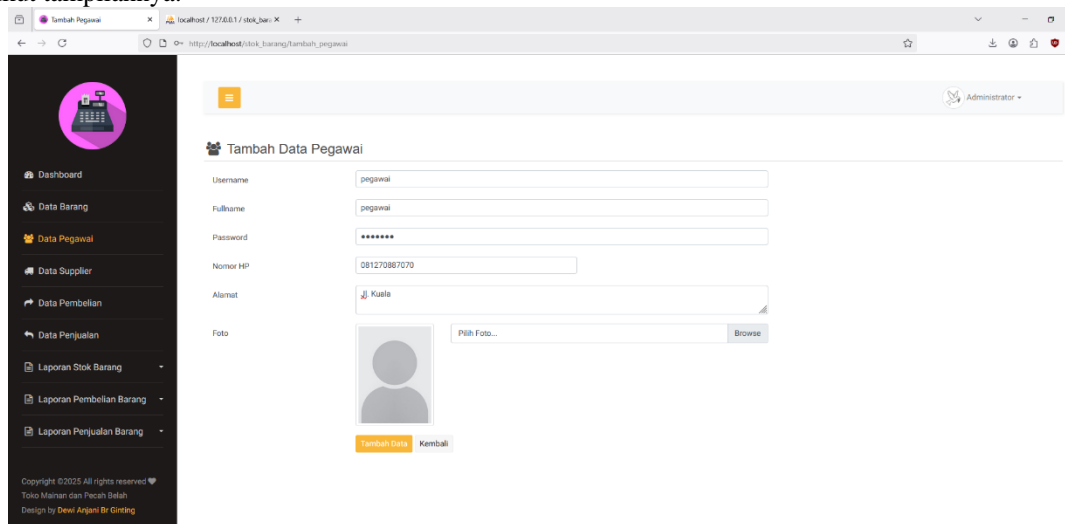 Tambah Pegawai
localhost / 127.0.0.1 / stok_bara
http://localhost/stok_barang/tambah_pegawai
Administrator
Tambah Data Pegawai
Dashboard
Data Barang
Data Pegawai
Data Supplier
Data Pembelian
Data Penjualan
Laporan Stok Barang
Laporan Pembelian Barang
Laporan Penjualan Barang
Copyright ©2025 All rights reserved
Toko Mainan dan Pecah Belah
Design by Dewi Anjani Br Ginting
Username pegawai
Fullname pegawai
Password •••••••
Nomor HP 081270887070
Alamat Jl. Kuala
Foto Pilih Foto... Browse
Tambah Data Kembali